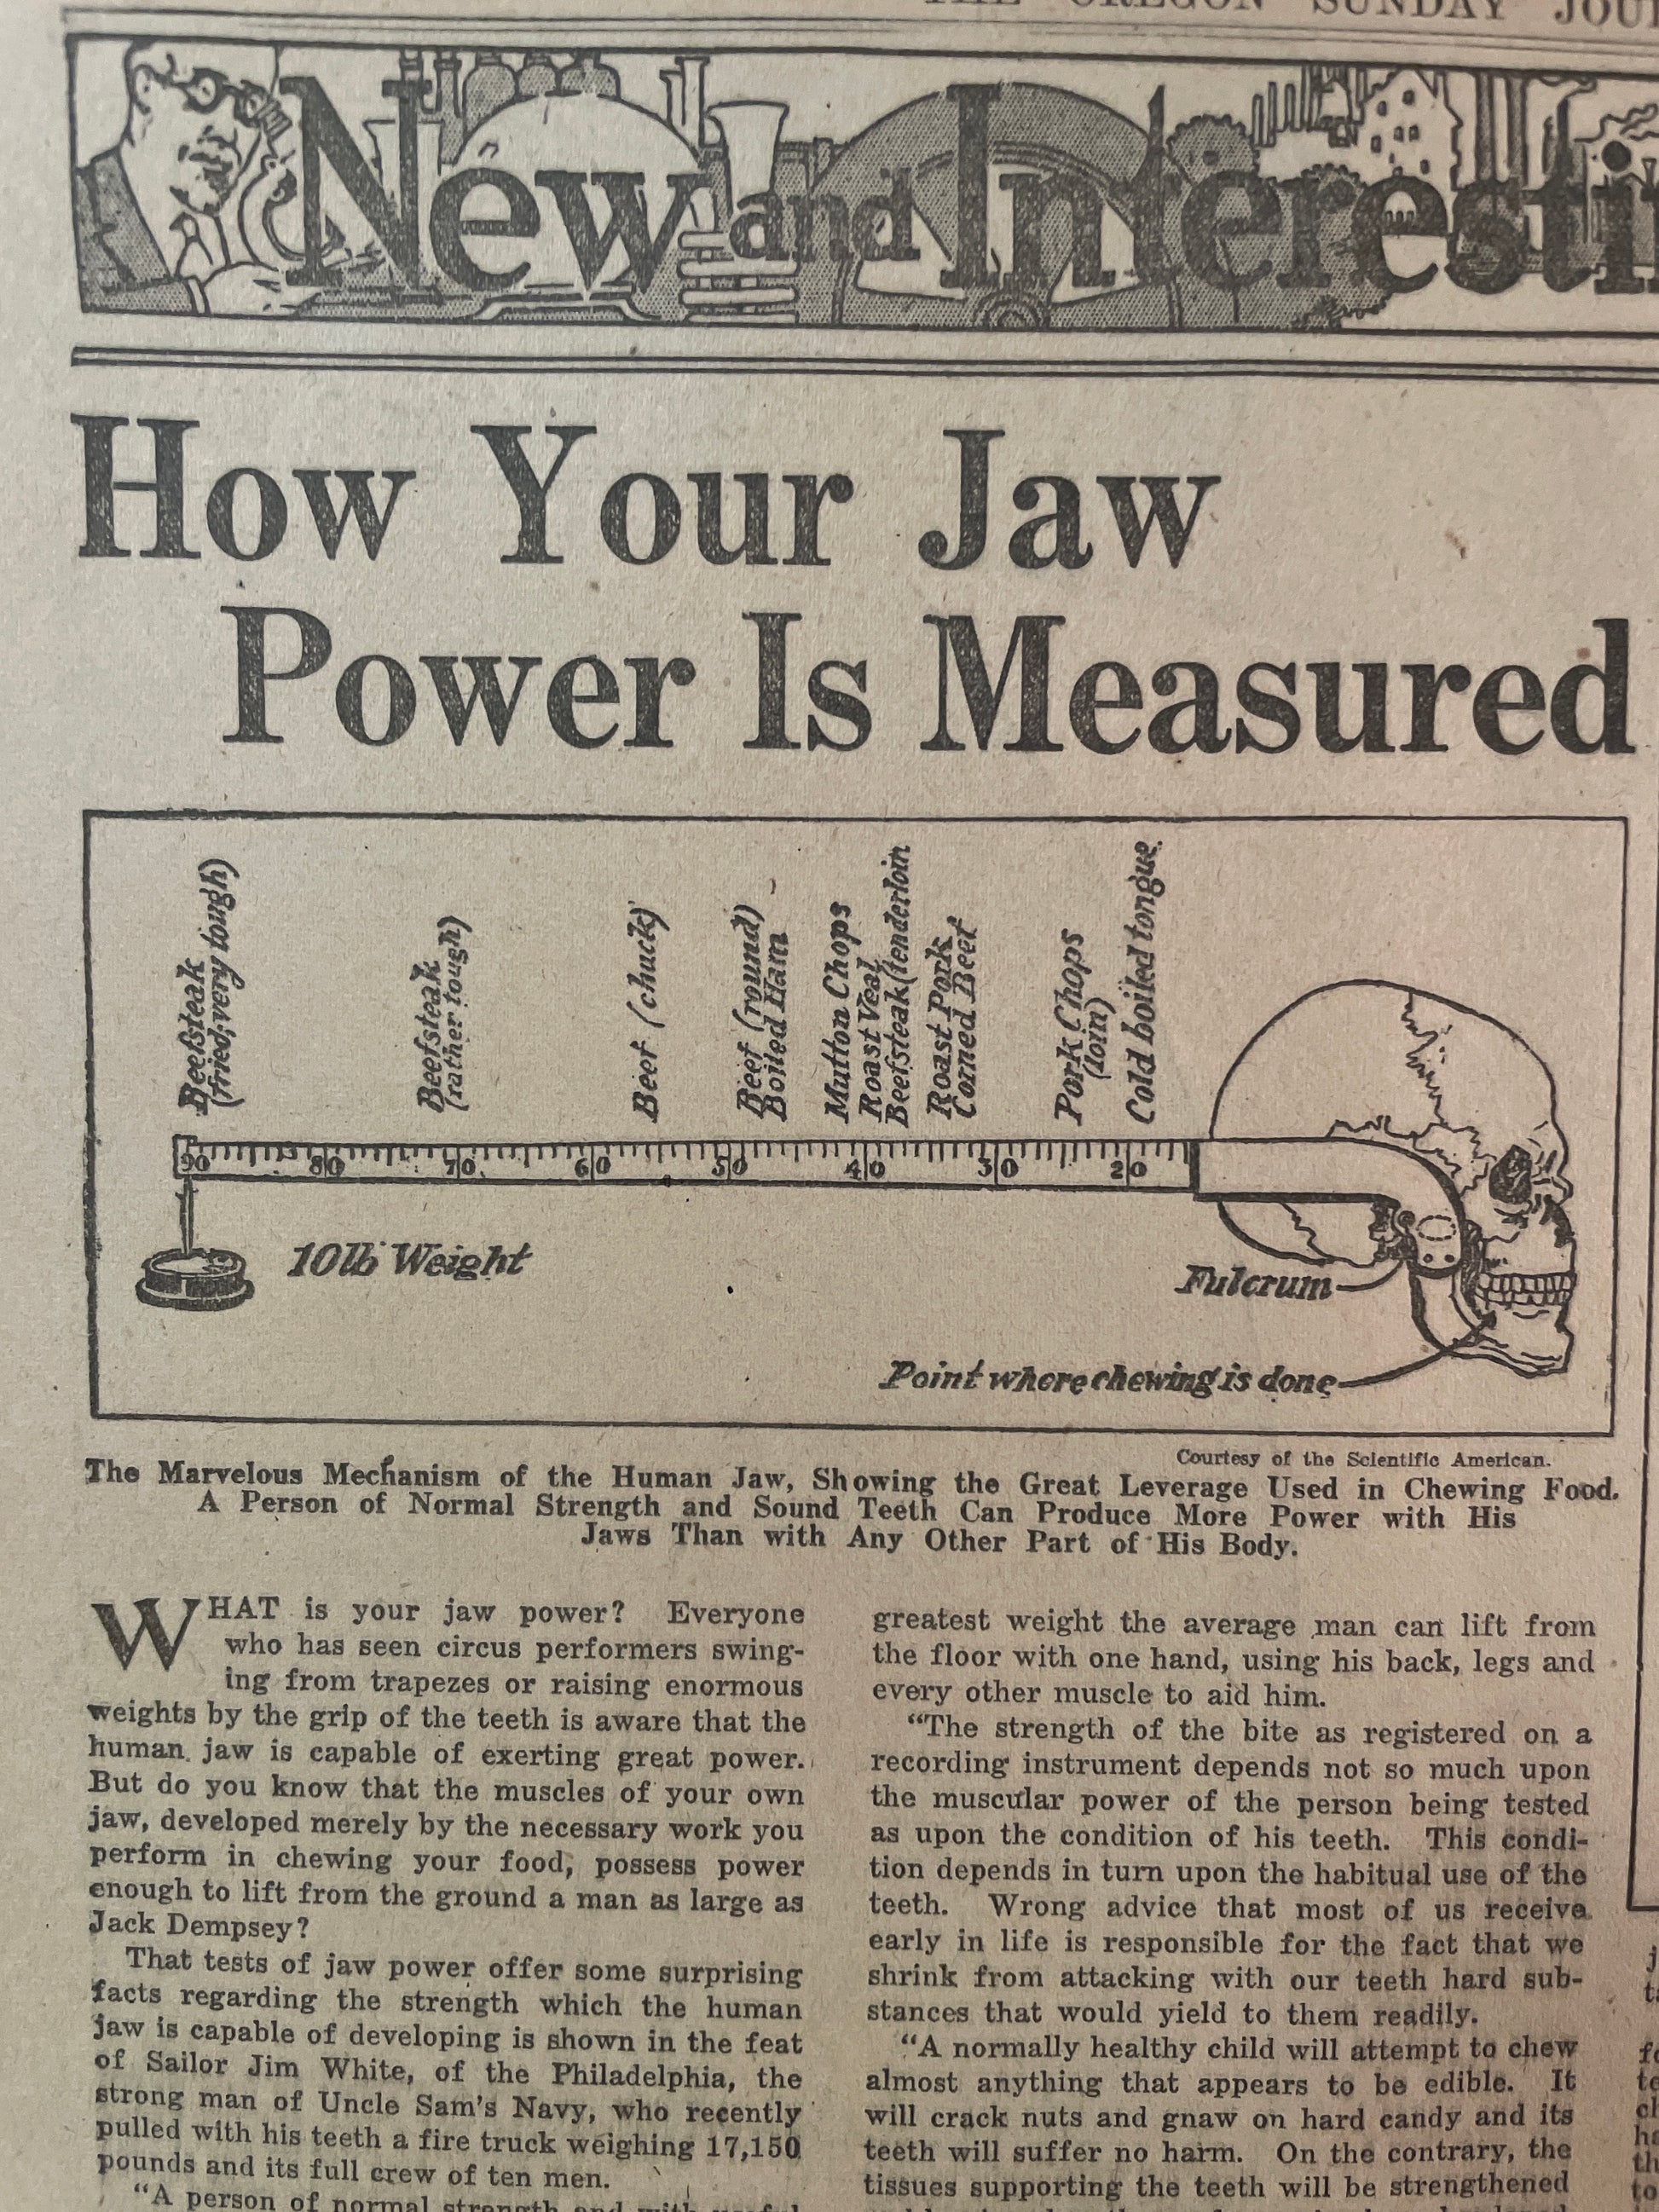 THE OREGON SUNDAY
New and Interesti
How Your Jaw
Power Is Measured
Beefsteak
(fried; very tough)
Beefsteak
(rather tough)
Beef (chuck)
Beef (round)
Boiled Ham
Mutton Chops
Roast Veal
Beefsteak (tenderloin
Roast Pork
Corned Beef
Pork Chops
(loin)
Cold boiled tongue
90 80 70 60 50 40 30 20
10 lb Weight
Fulcrum
Point where chewing is done
Courtesy of the Scientific American.
The Marvelous Mechanism of the Human Jaw, Showing the Great Leverage Used in Chewing Food.
A Person of Normal Strength and Sound Teeth Can Produce More Power with His
Jaws Than with Any Other Part of His Body.
WHAT is your jaw power? Everyone
who has seen circus performers swing-
ing from trapezes or raising enormous
weights by the grip of the teeth is aware that the
human jaw is capable of exerting great power.
But do you know that the muscles of your own
jaw, developed merely by the necessary work you
perform in chewing your food, possess power
enough to lift from the ground a man as large as
Jack Dempsey?
That tests of jaw power offer some surprising
facts regarding the strength which the human
jaw is capable of developing is shown in the feat
of Sailor Jim White, of the Philadelphia, the
strong man of Uncle Sam's Navy, who recently
pulled with his teeth a fire truck weighing 17,150
pounds and its full crew of ten men.
"A person of normal strength and with
greatest weight the average man can lift from
the floor with one hand, using his back, legs and
every other muscle to aid him.
"The strength of the bite as registered on a
recording instrument depends not so much upon
the muscular power of the person being tested
as upon the condition of his teeth. This condi-
tion depends in turn upon the habitual use of the
teeth. Wrong advice that most of us receive
early in life is responsible for the fact that we
shrink from attacking with our teeth hard sub-
stances that would yield to them readily.
"A normally healthy child will attempt to chew
almost anything that appears to be edible. It
will crack nuts and gnaw on hard candy and its
teeth will suffer no harm. On the contrary, the
tissues supporting the teeth will be strengthened